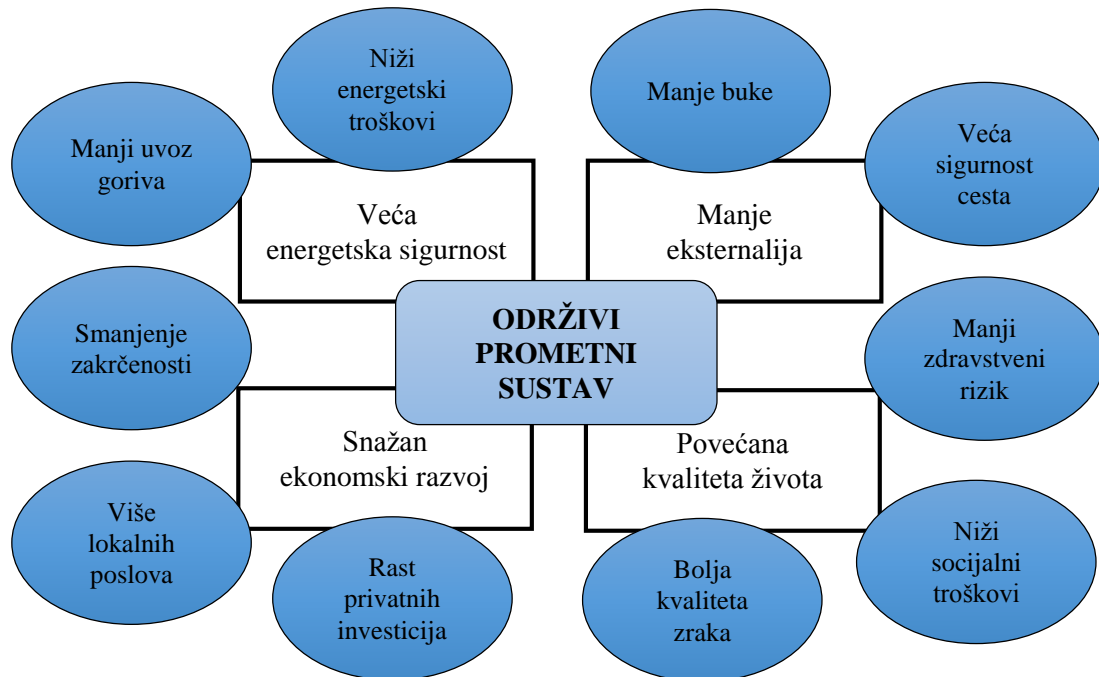 Niži
energetski
troškovi
Manje buke
Manji uvoz
goriva
Veća
sigurnost
cesta
Veća
energetska sigurnost
Manje
eksternalija
Smanjenje
zakrčenosti
ODRŽIVI
PROMETNI
SUSTAV
Manji
zdravstveni
rizik
Snažan
ekonomski razvoj
Povećana
kvaliteta života
Više
lokalnih
poslova
Rast
privatnih
investicija
Bolja
kvaliteta
zraka
Niži
socijalni
troškovi